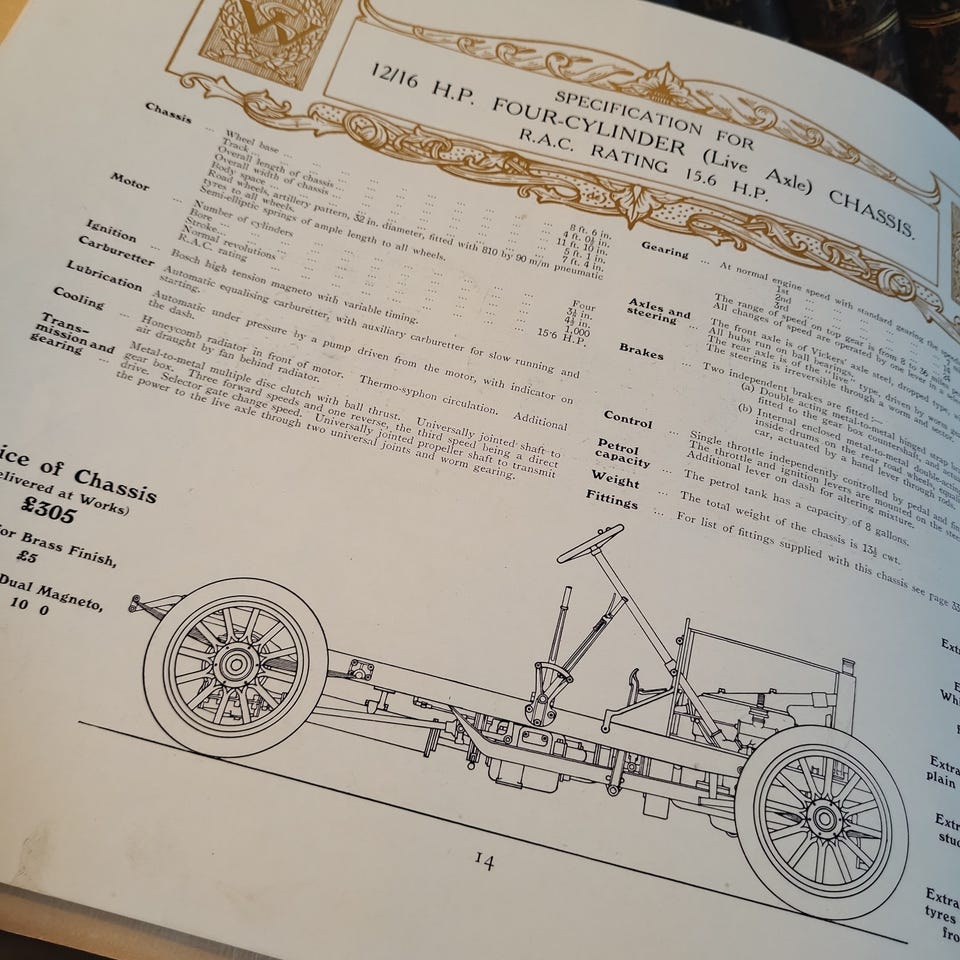 SPECIFICATION FOR
12/16 H.P. FOUR-CYLINDER (Live Axle) CHASSIS.
R.A.C. RATING 15.6 H.P.
Chassis ... Wheel base ... 8 ft. 6 in.
Track ... 4 ft. 0½ in.
Overall length of chassis ... 11 ft. 10 in.
Overall width of chassis ... 5 ft. 1 in.
Body space ... 7 ft. 4 in.
Road wheels, artillery pattern, 32 in. diameter, fitted with 810 by 90 m/m pneumatic
tyres to all wheels.
Semi-elliptic springs of ample length to all wheels.
Motor ... Number of cylinders ... Four
Bore ... in.
Stroke ... in.
Normal revolutions ... 1,000
R.A.C. rating ... 15·6 H.P.
Ignition ... Bosch high tension magneto with variable timing.
Carburetter Automatic equalising carburetter, with auxiliary carburetter for slow running and
starting.
Lubrication Automatic under pressure by a pump driven from the motor, with indicator on
the dash.
Cooling ... Honeycomb radiator in front of motor. Thermo-syphon circulation. Additional
air draught by fan behind radiator.
Trans-
mission and
gearing ... Metal-to-metal multiple disc clutch with ball thrust. Universally jointed shaft to
gear box. Three forward speeds and one reverse, the third speed being a direct
drive. Selector gate change speed. Universally jointed propeller shaft to transmit
the power to the live axle through two universal joints and worm gearing.
Gearing ... At normal engine speed with standard gearing the
1st
2nd
3rd
The range of speed on top gear is from 8 to 36 miles
All changes of speed are operated by one lever in a
Axles and
steering ... The front axle is of Vickers' axle steel, dropped type,
All hubs run on ball bearings.
The rear axle is of the "live" type, driven by worm
The steering is irreversible through a worm and sector.
Brakes ... Two independent brakes are fitted :—
(a) Double acting metal-to-metal hinged strap
fitted to the gear box countershaft, and
(b) Internal enclosed metal-to-metal double-acting
inside drums on the rear road wheels,
car, actuated by a hand lever through rods.
Control ... Single throttle independently controlled by pedal and
The throttle and ignition levers are mounted on the
Additional lever on dash for altering mixture.
Petrol
capacity ... The petrol tank has a capacity of 8 gallons.
Weight ... The total weight of the chassis is 13½ cwt.
Fittings ... For list of fittings supplied with this chassis see page 33
ice of Chassis
elivered at Works)
£305
or Brass Finish,
£5
Dual Magneto,
10 0
Extra
plain
Extra
tyres
fro
14